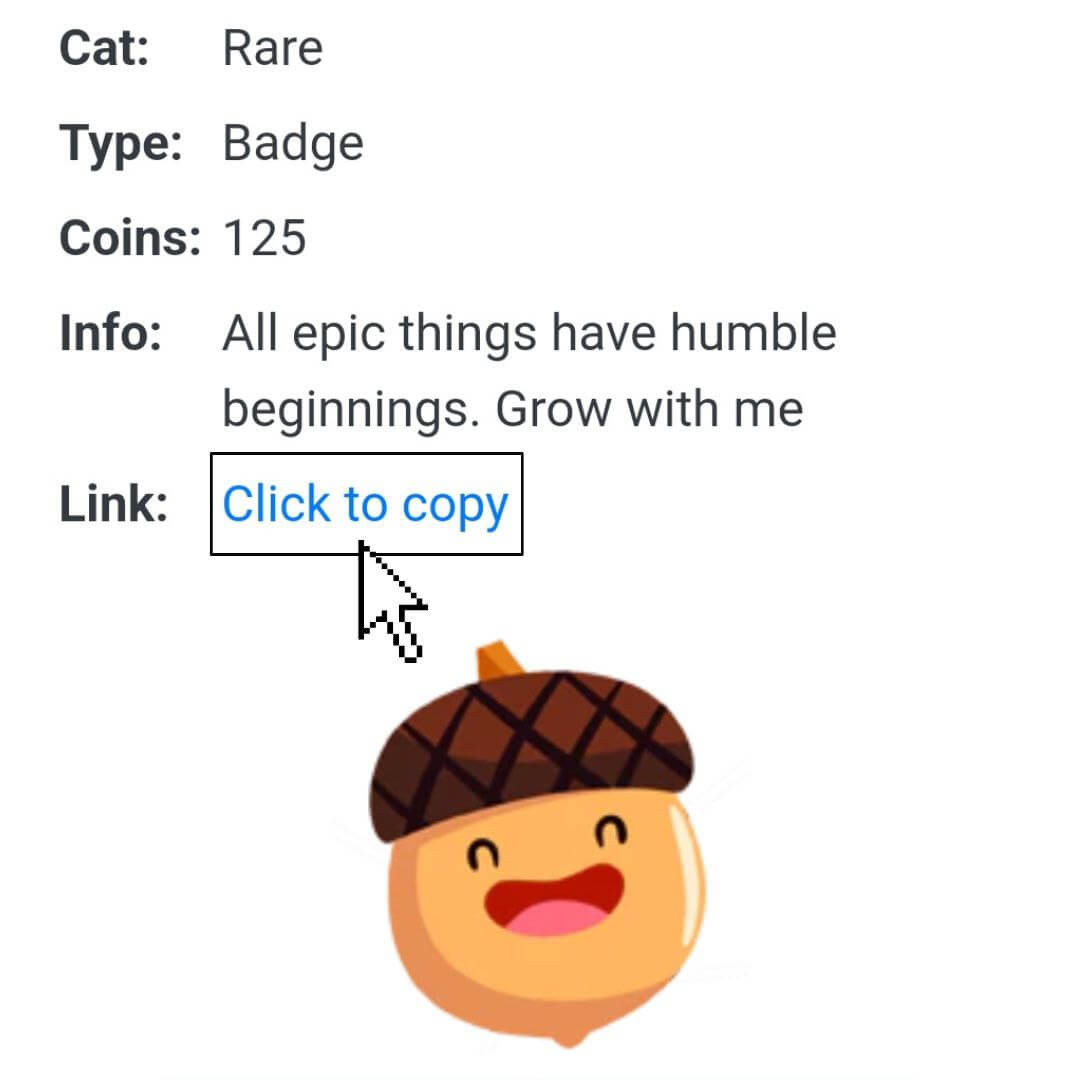 Cat: Rare
Type: Badge
Coins: 125
Info: All epic things have humble
beginnings. Grow with me
Link: Click to copy